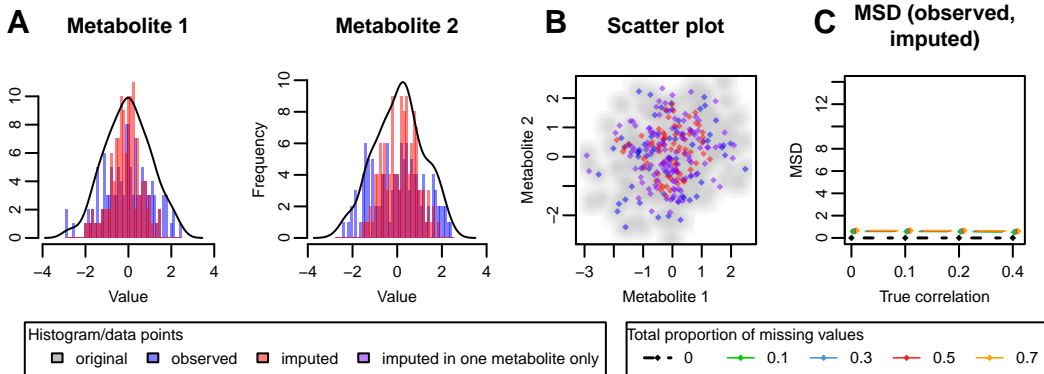 A
Metabolite 1
Metabolite 2
B
Scatter plot
C
MSD (observed,
imputed)
0 2 4 6 8 10
−4 −2 0 2 4
Value
Frequency
0 2 4 6 8 10
−4 −2 0 2 4
Value
Metabolite 2
−2 0 1 2
−3 −1 0 1 2
Metabolite 1
MSD
0 2 4 8 12
0 0.1 0.2 0.4
True correlation
Histogram/data points
original observed imputed imputed in one metabolite only
Total proportion of missing values
0 0.1 0.3 0.5 0.7